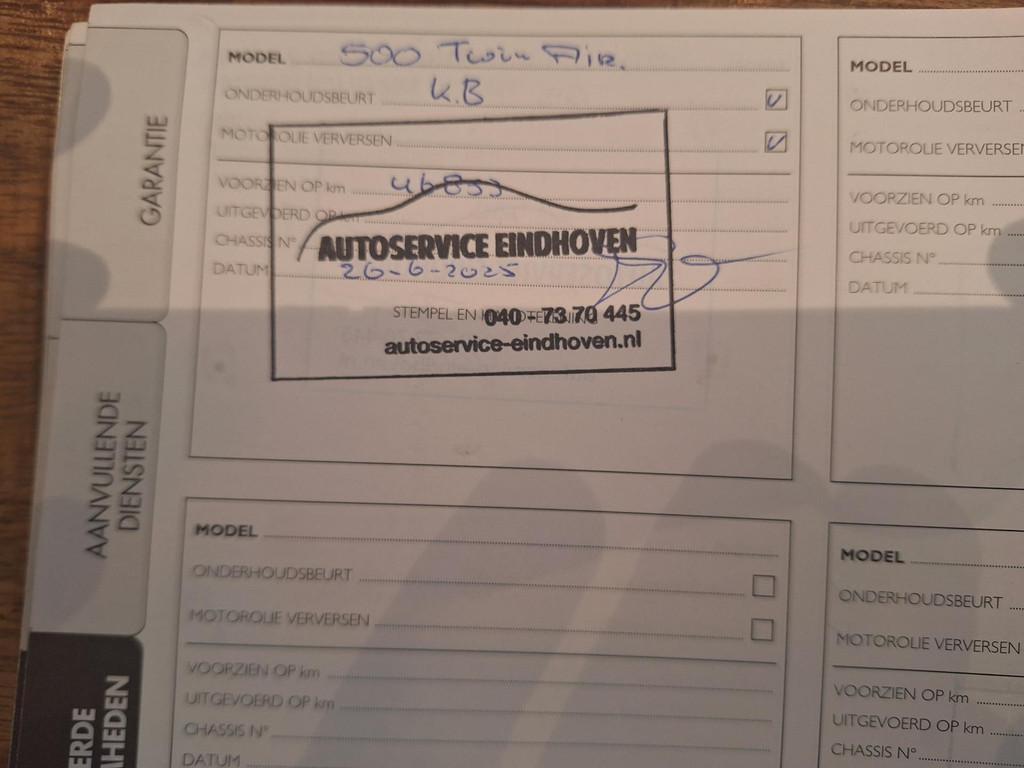 GARANTIE
AANVULLENDE
DIENSTEN
ERDE
HEDEN
MODEL 500 Twin Air.
ONDERHOUDSBEURT K.B
MOTOROLIE VERVERSEN
VOORZIEN OP km 46853
UITGEVOERD OP km
CHASSIS N°
AUTOSERVICE EINDHOVEN
DATUM 26-6-2025
STEMPEL EN HANDTEKENING
040 - 73 70 445
autoservice-eindhoven.nl
MODEL
ONDERHOUDSBEURT
MOTOROLIE VERVERSEN
VOORZIEN OP km
UITGEVOERD OP km
CHASSIS N°
DATUM
MODEL
ONDERHOUDSBEURT
MOTOROLIE VERVERSEN
VOORZIEN OP km
UITGEVOERD OP km
CHASSIS N°
DATUM
MODEL
ONDERHOUDSBEURT
MOTOROLIE VERVERSEN
VOORZIEN OP km
UITGEVOERD OP km
CHASSIS N°